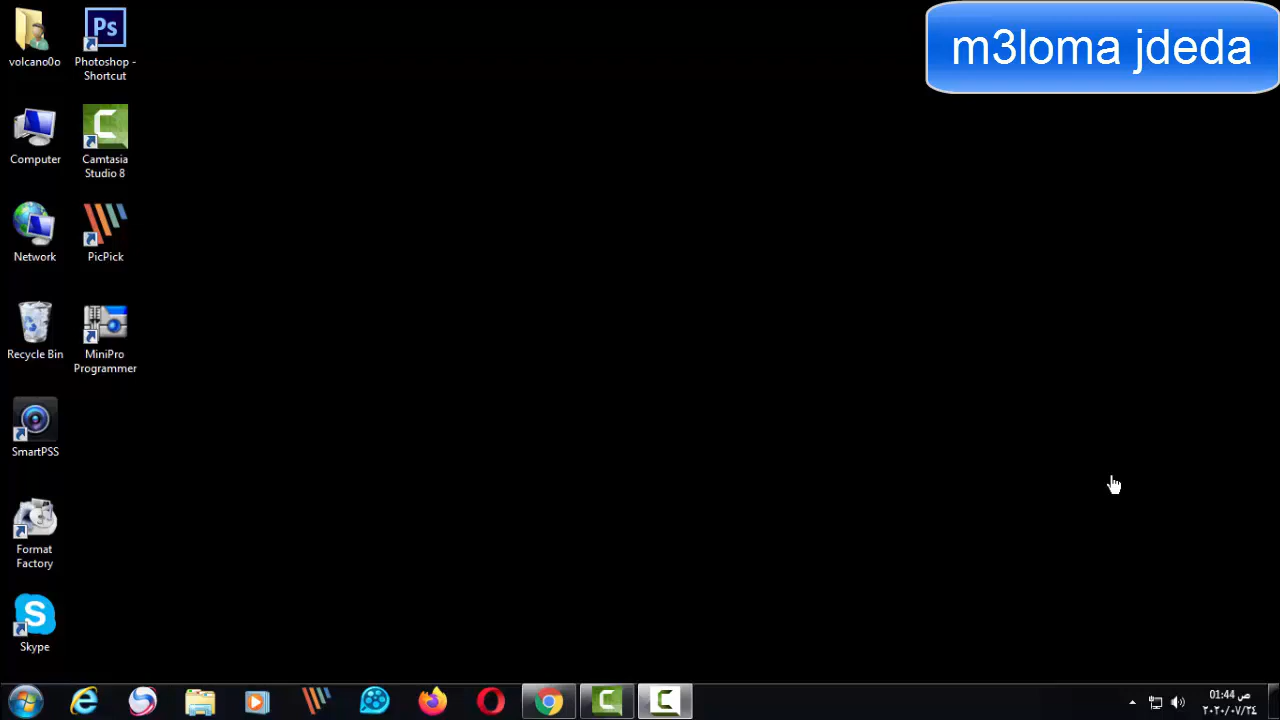 m3loma jdeda
volcano0o
Photoshop -
Shortcut
Computer
Camtasia
Studio 8
Network
PicPick
Recycle Bin
MiniPro
Programmer
SmartPSS
Format
Factory
Skype
01:44 ص
٢٠٢٠/٠٧/٢٤